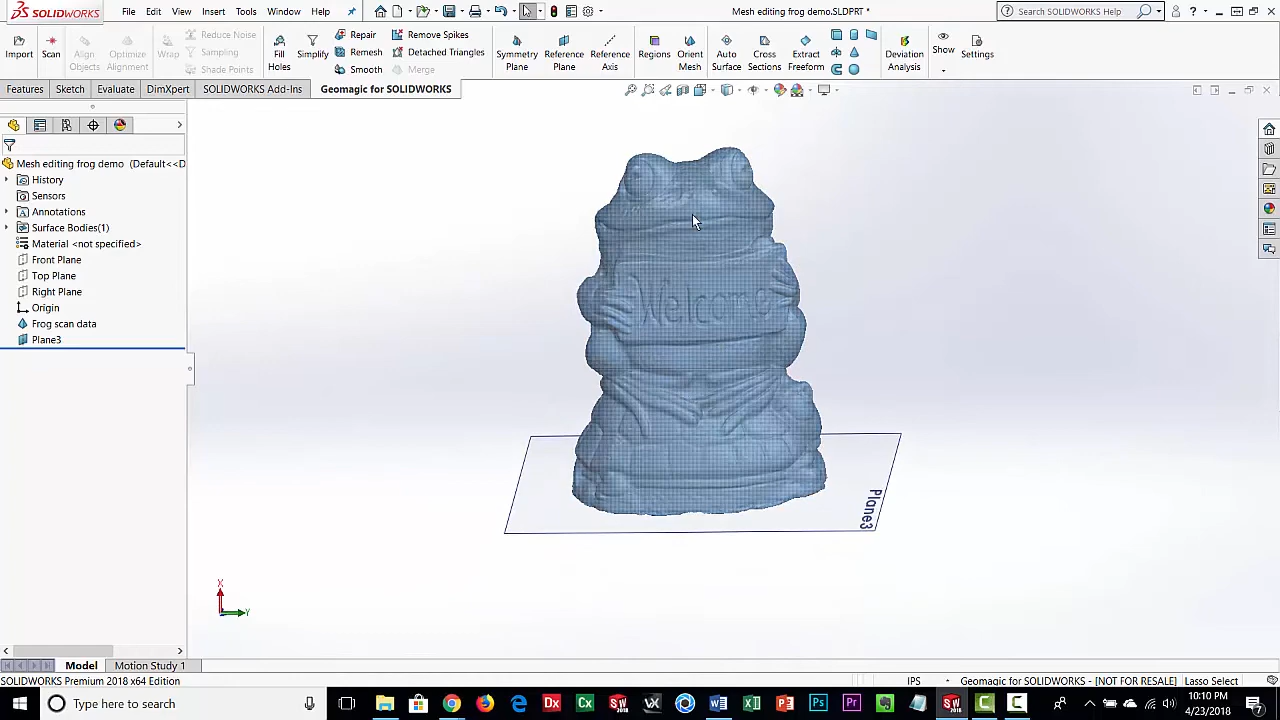 SOLIDWORKS File Edit View Insert Tools Window Help Mesh editing frog demo.SLDPRT * Search SOLIDWORKS Help
Import Scan Align Objects Optimize Alignment Wrap Reduce Noise Sampling Shade Points Fill Holes Simplify Repair Remesh Smooth Remove Spikes Detached Triangles Merge Symmetry Plane Reference Plane Reference Axis Regions Orient Mesh Auto Surface Cross Sections Extract Freeform Deviation Analysis Show Settings
Features Sketch Evaluate DimXpert SOLIDWORKS Add-Ins Geomagic for SOLIDWORKS
Mesh editing frog demo (Default<<D
History
Sensors
Annotations
Surface Bodies(1)
Material <not specified>
Front Plane
Top Plane
Right Plane
Origin
Frog scan data
Plane3
Welcome
Plane3
X
Y
Model Motion Study 1
SOLIDWORKS Premium 2018 x64 Edition IPS Geomagic for SOLIDWORKS - [NOT FOR RESALE] Lasso Select
Type here to search
10:10 PM
4/23/2018